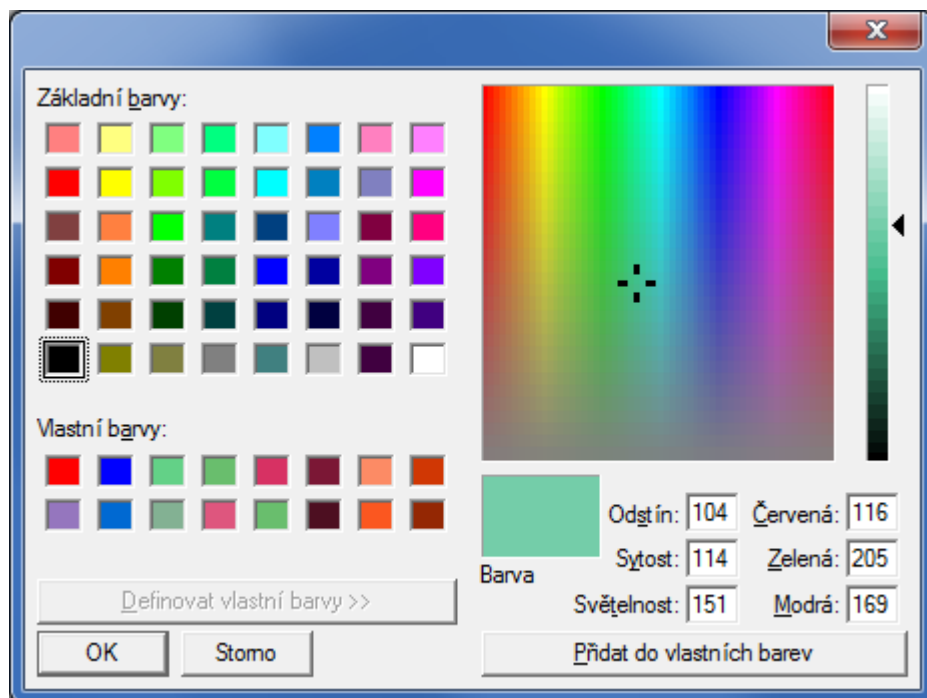 Základní barvy:
Vlastní barvy:
Definovat vlastní barvy >>
OK
Storno
Barva
Odstín: 104
Sytost: 114
Světelnost: 151
Červená: 116
Zelená: 205
Modrá: 169
Přidat do vlastních barev